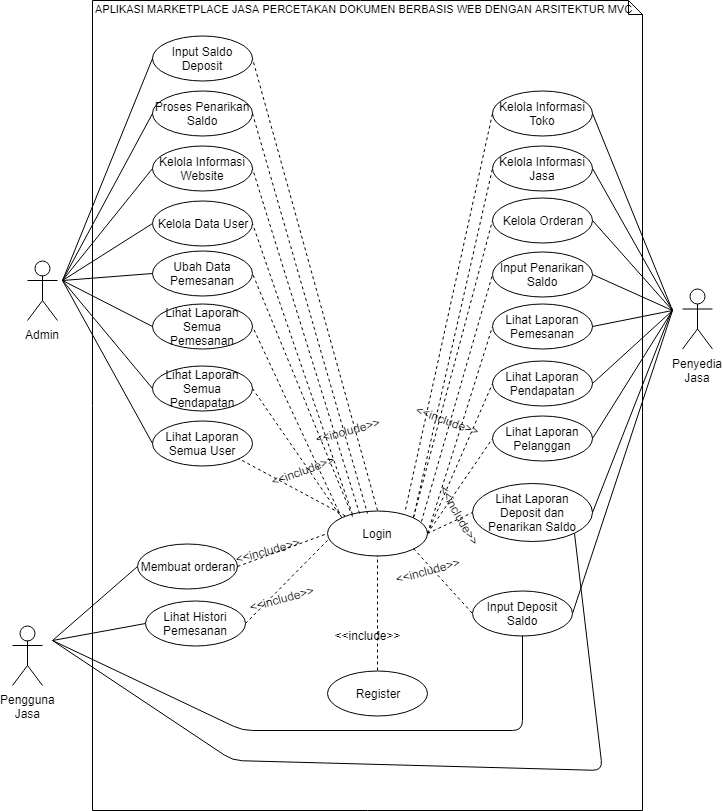 APLIKASI MARKETPLACE JASA PERCETAKAN DOKUMEN BERBASIS WEB DENGAN ARSITEKTUR MVC
Input Saldo
Deposit
Proses Penarikan
Saldo
Kelola Informasi
Website
Kelola Data User
Ubah Data
Pemesanan
Lihat Laporan
Semua
Pemesanan
Lihat Laporan
Semua
Pendapatan
Lihat Laporan
Semua User
Admin
Kelola Informasi
Toko
Kelola Informasi
Jasa
Kelola Orderan
Input Penarikan
Saldo
Lihat Laporan
Pemesanan
Lihat Laporan
Pendapatan
Lihat Laporan
Pelanggan
Lihat Laporan
Deposit dan
Penarikan Saldo
Input Deposit
Saldo
Penyedia
Jasa
<<include>>
<<include>>
<<include>>
<<include>>
Login
<<include>>
<<include>>
<<include>>
<<include>>
Membuat orderan
Lihat Histori
Pemesanan
Register
Pengguna
Jasa